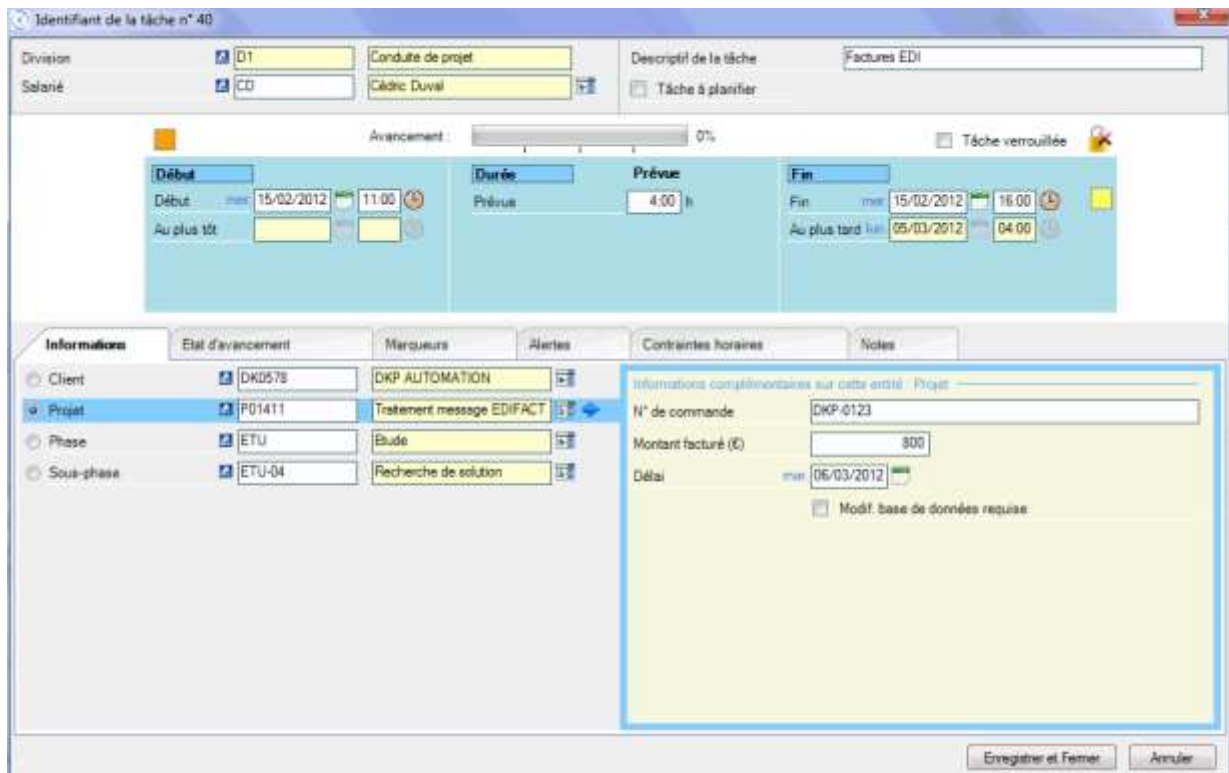 Identifiant de la tâche n° 40
Division D1 Conduite de projet Descriptif de la tâche Factures EDI
Salarié CD Cédric Duval Tâche à planifier
Avancement : 0% Tâche verrouillée
Début Durée Prévue Fin
Début mer 15/02/2012 11:00 Prévue 4:00 h Fin mer 15/02/2012 16:00
Au plus tôt Au plus tard lun 05/03/2012 04:00
Informations Etat d'avancement Marqueurs Alertes Contraintes horaires Notes
Client DK0578 DKP AUTOMATION Informations complémentaires sur cette entité : Projet
Projet P01411 Traitement message EDIFACT N° de commande DKP-0123
Phase ETU Etude Montant facturé (€) 800
Sous-phase ETU-04 Recherche de solution Délai mar 06/03/2012
Modif. base de données requise
Enregistrer et Fermer Annuler